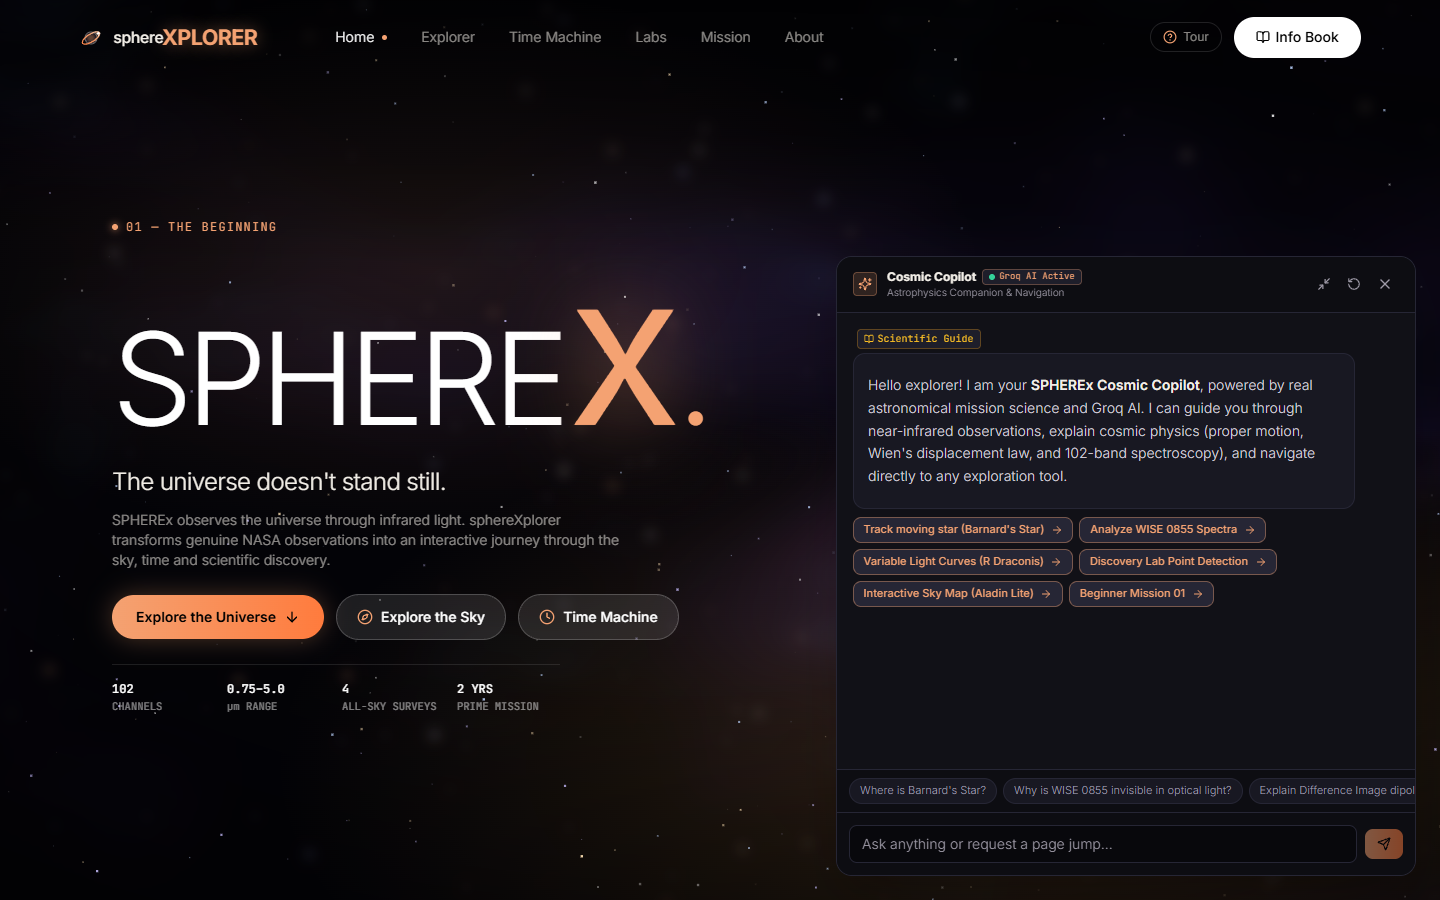 sphereXPLORER
Home
Explorer
Time Machine
Labs
Mission
About
Tour
Info Book
01 — THE BEGINNING
SPHEREX.
The universe doesn't stand still.
SPHEREx observes the universe through infrared light. sphereXplorer
transforms genuine NASA observations into an interactive journey through the
sky, time and scientific discovery.
Explore the Universe
Explore the Sky
Time Machine
102
CHANNELS
0.75–5.0
µm RANGE
4
ALL-SKY SURVEYS
2 YRS
PRIME MISSION
Cosmic Copilot
Groq AI Active
Astrophysics Companion & Navigation
Scientific Guide
Hello explorer! I am your SPHEREx Cosmic Copilot, powered by real
astronomical mission science and Groq AI. I can guide you through
near-infrared observations, explain cosmic physics (proper motion,
Wien's displacement law, and 102-band spectroscopy), and navigate
directly to any exploration tool.
Track moving star (Barnard's Star) →
Analyze WISE 0855 Spectra →
Variable Light Curves (R Draconis) →
Discovery Lab Point Detection →
Interactive Sky Map (Aladin Lite) →
Beginner Mission 01 →
Where is Barnard's Star?
Why is WISE 0855 invisible in optical light?
Explain Difference Image dipol
Ask anything or request a page jump...